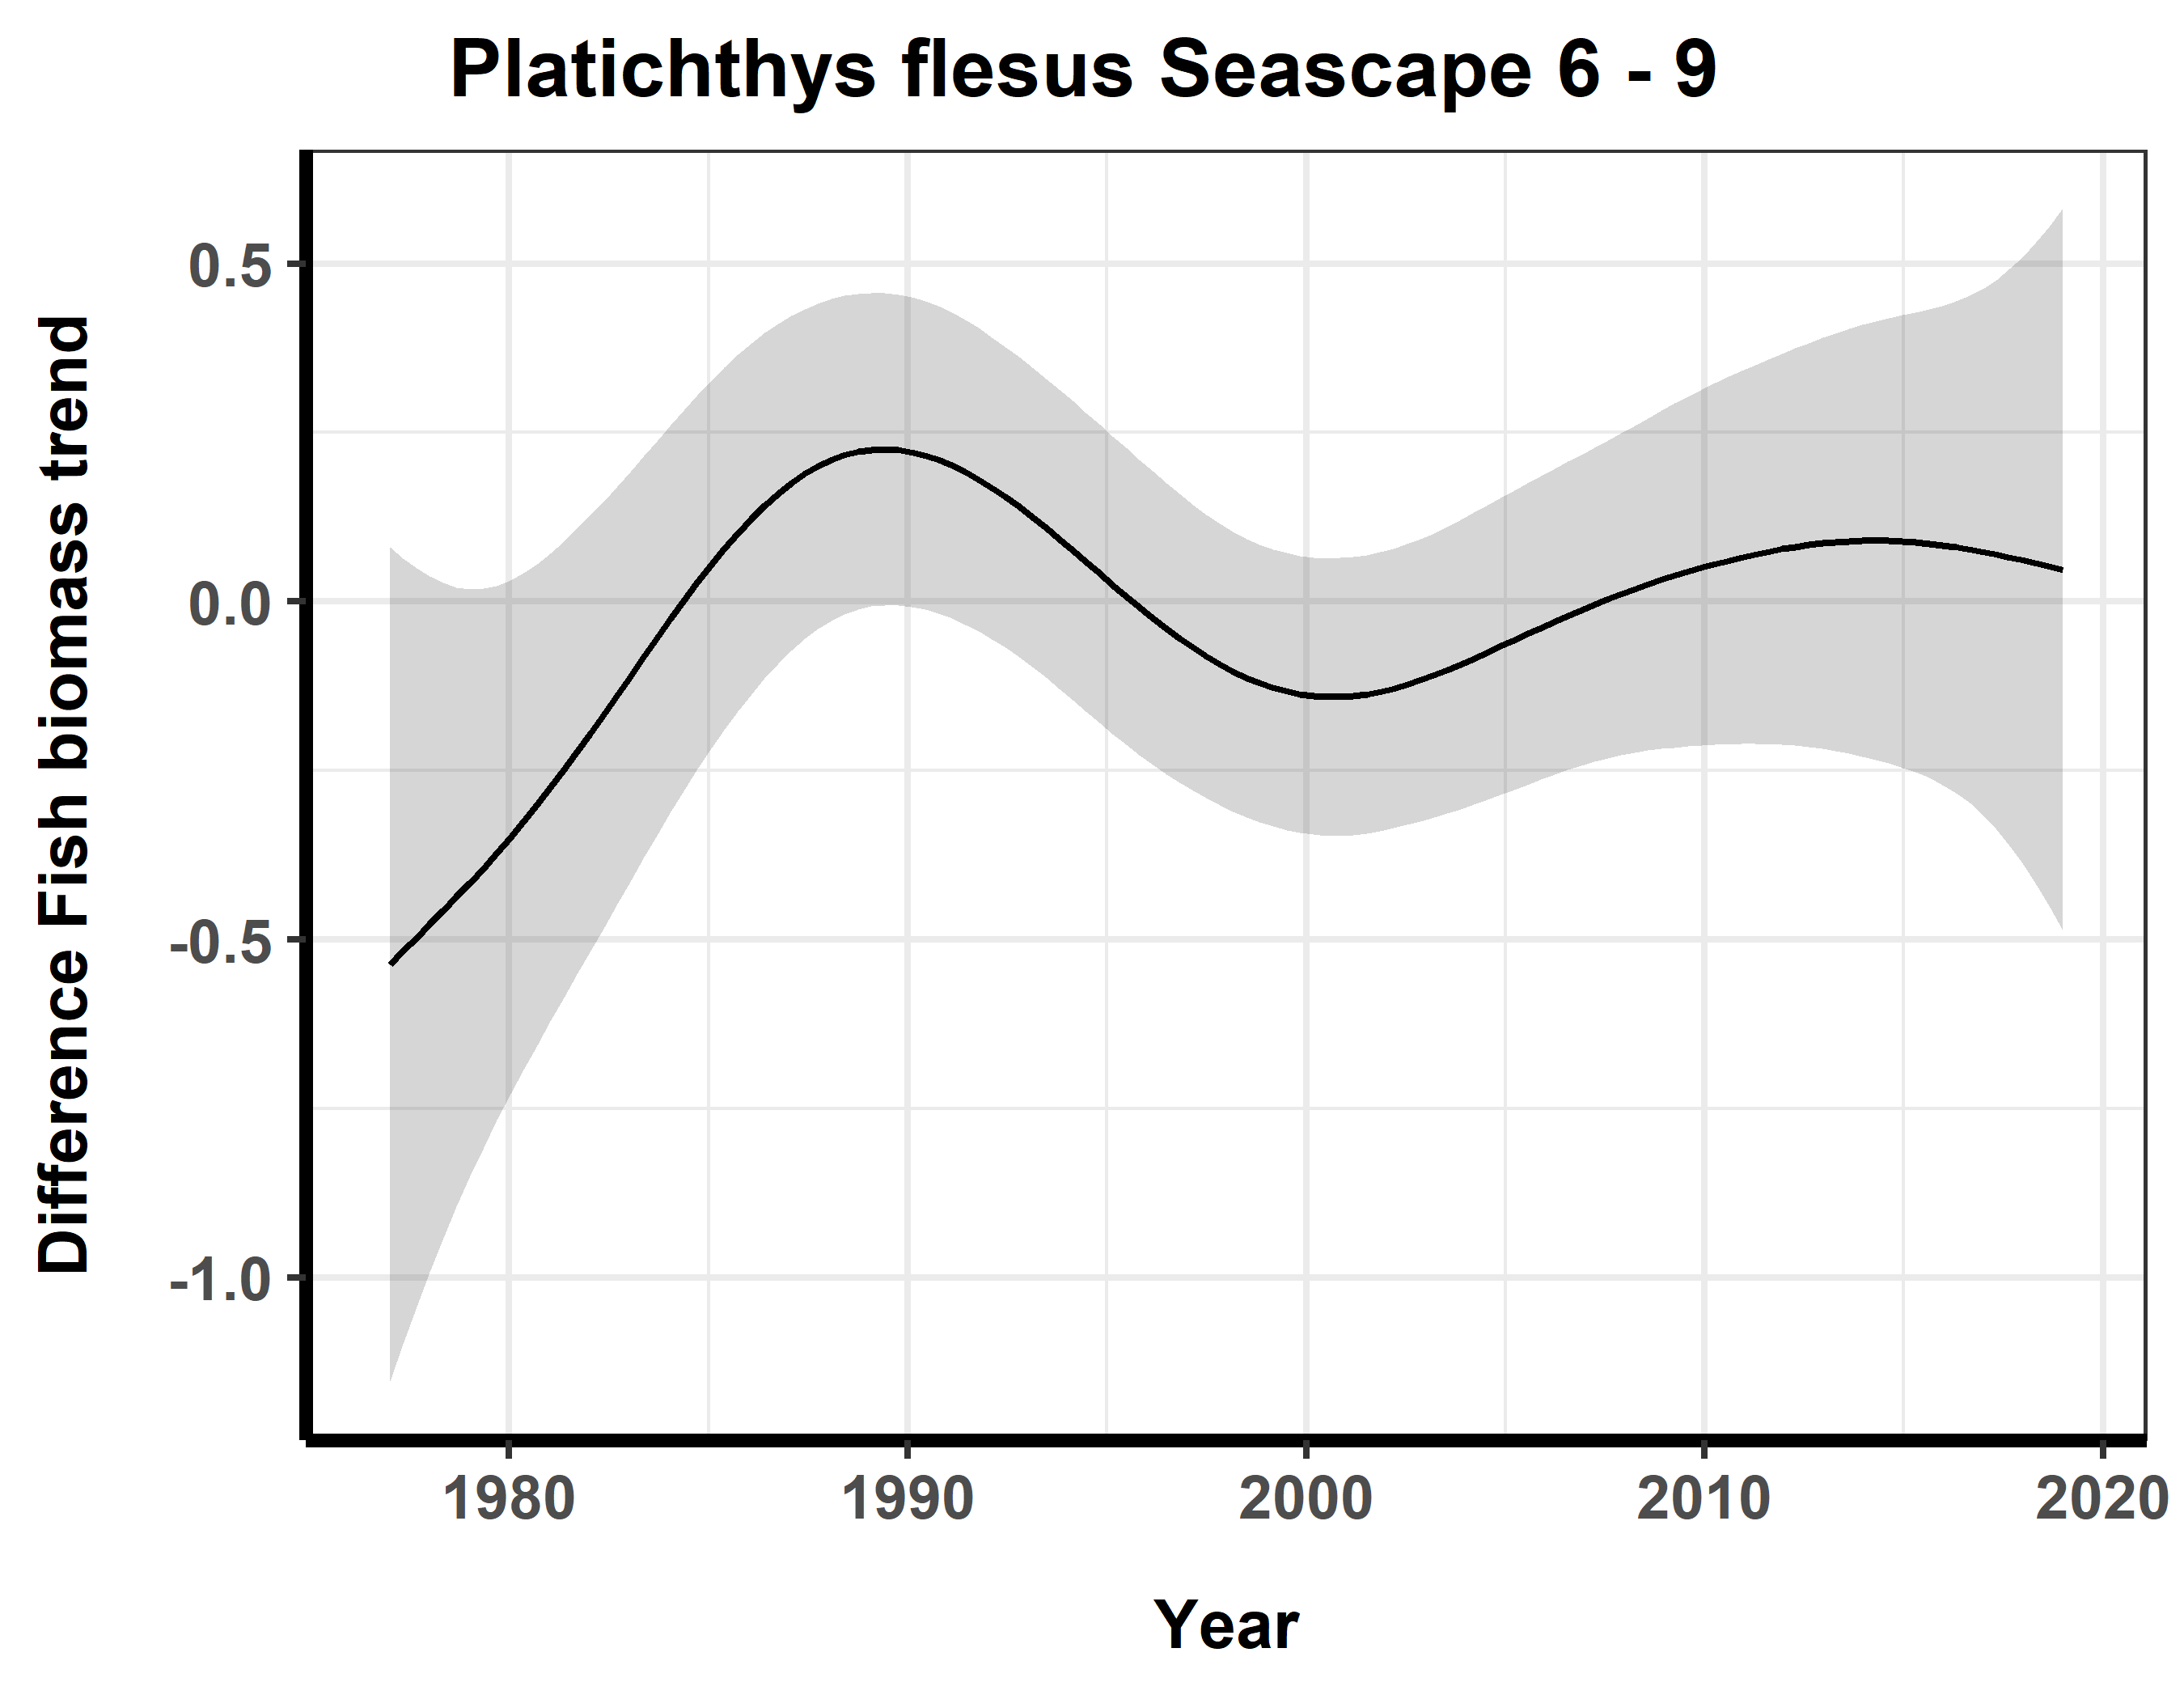 Platichthys flesus Seascape 6 - 9
Difference Fish biomass trend
0.5
0.0
-0.5
-1.0
1980 1990 2000 2010 2020
Year